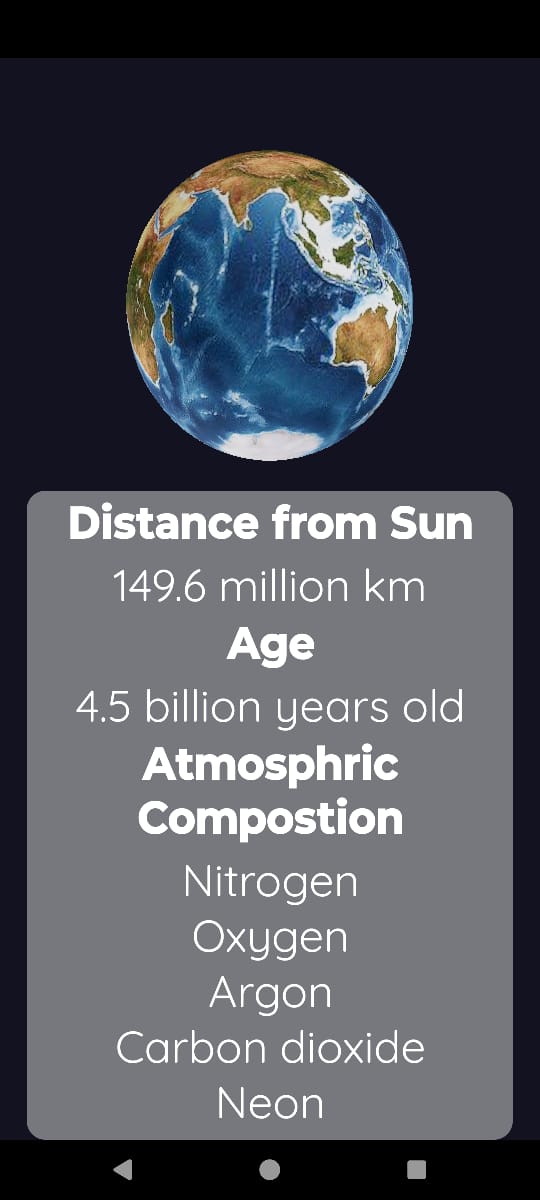 Distance from Sun
149.6 million km
Age
4.5 billion years old
Atmosphric
Compostion
Nitrogen
Oxygen
Argon
Carbon dioxide
Neon